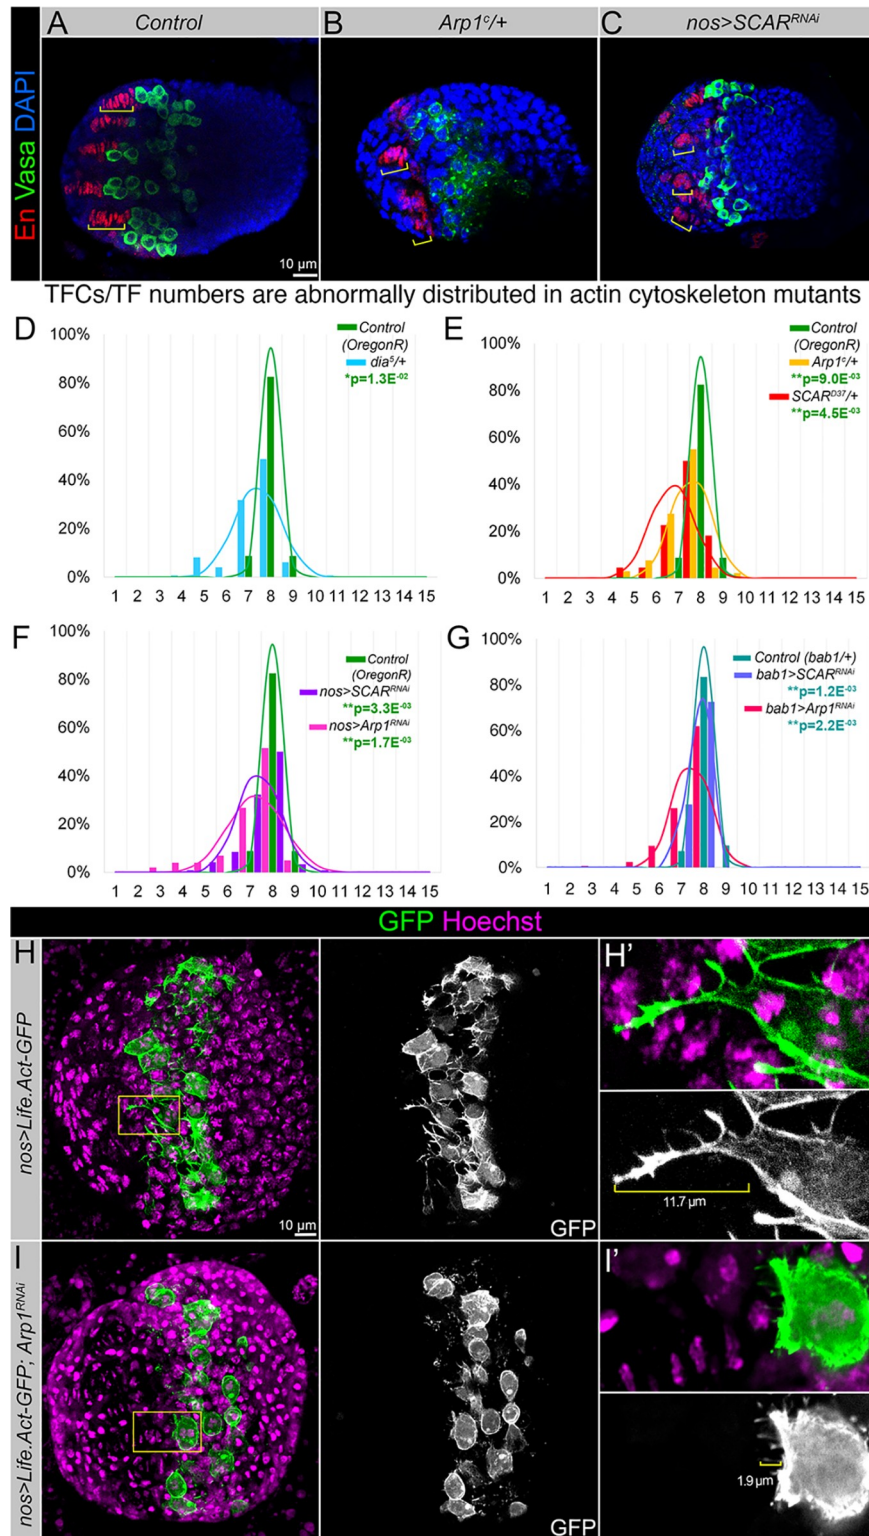 A Control
B Arp1ᶜ/+
C nos>SCARᴿᴺᴬⁱ
En Vasa DAPI
10 µm
TFCs/TF numbers are abnormally distributed in actin cytoskeleton mutants
D
100%
80%
60%
40%
20%
0%
1 2 3 4 5 6 7 8 9 10 11 12 13 14 15
Control
(OregonR)
dia⁵/+
*p=1.3E⁻⁰²
E
100%
80%
60%
40%
20%
0%
1 2 3 4 5 6 7 8 9 10 11 12 13 14 15
Control
(OregonR)
Arp1ᶜ/+
**p=9.0E⁻⁰³
SCARᴰ³⁷/+
**p=4.5E⁻⁰³
F
100%
80%
60%
40%
20%
0%
1 2 3 4 5 6 7 8 9 10 11 12 13 14 15
Control
(OregonR)
nos>SCARᴿᴺᴬⁱ
**p=3.3E⁻⁰³
nos>Arp1ᴿᴺᴬⁱ
**p=1.7E⁻⁰³
G
100%
80%
60%
40%
20%
0%
1 2 3 4 5 6 7 8 9 10 11 12 13 14 15
Control (bab1/+)
bab1>SCARᴿᴺᴬⁱ
**p=1.2E⁻⁰³
bab1>Arp1ᴿᴺᴬⁱ
**p=2.2E⁻⁰³
GFP Hoechst
nos>Life.Act-GFP
H
10 µm
GFP
H'
11.7 µm
nos>Life.Act-GFP; Arp1ᴿᴺᴬⁱ
I
GFP
I'
1.9 µm